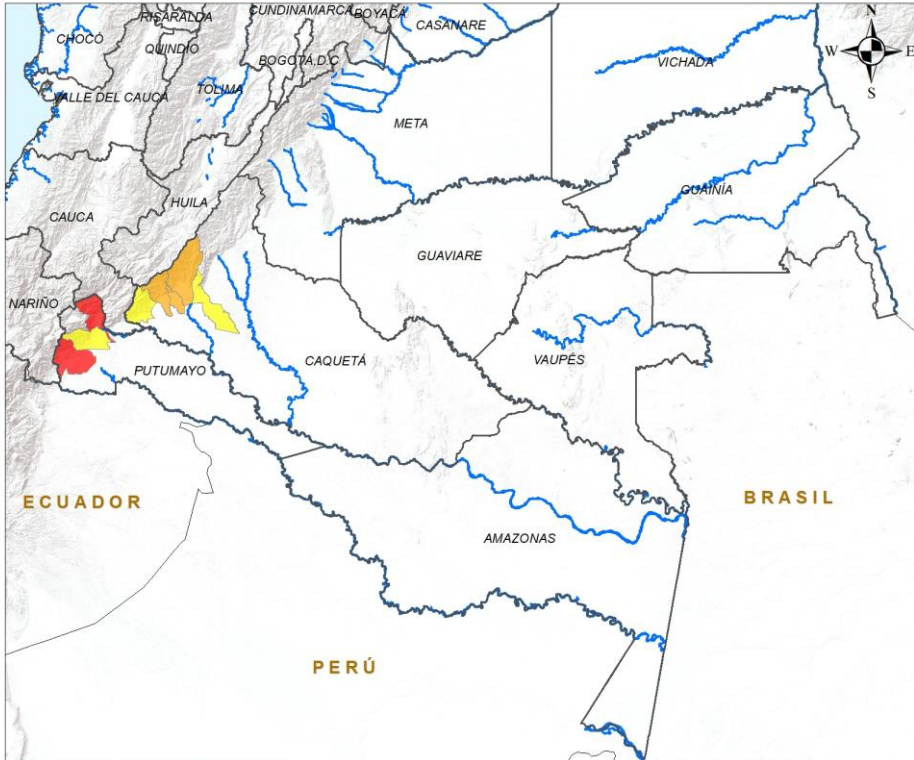 CUNDINAMARCA
BOYACÁ
RISARALDA
CASANARE
N
CHOCÓ
QUINDÍO
BOGOTÁ D.C
W
E
VICHADA
TOLIMA
VALLE DEL CAUCA
S
META
GUAINÍA
HUILA
CAUCA
GUAVIARE
NARIÑO
CAQUETÁ
VAUPÉS
PUTUMAYO
ECUADOR
BRASIL
AMAZONAS
PERÚ